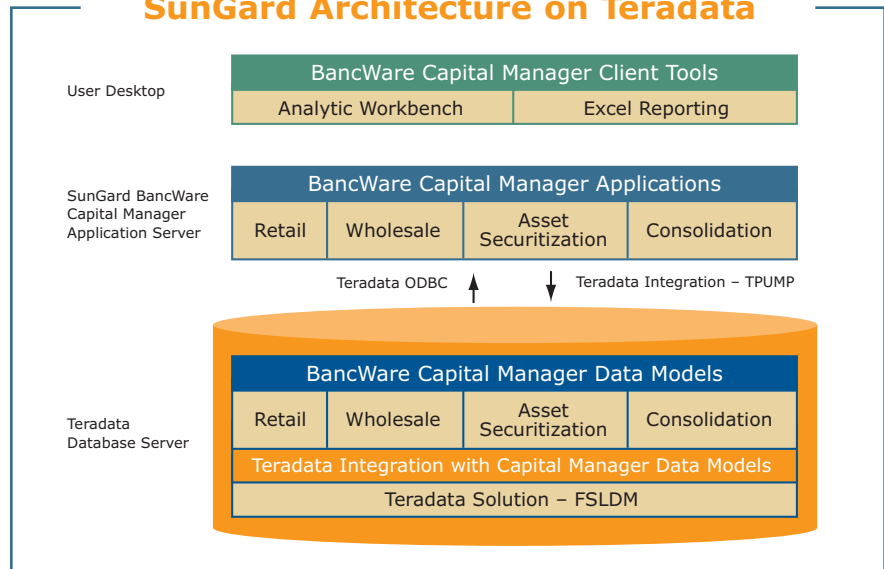 SunGard Architecture on Teradata
User Desktop
BancWare Capital Manager Client Tools
Analytic Workbench
Excel Reporting
SunGard BancWare
Capital Manager
Application Server
BancWare Capital Manager Applications
Retail
Wholesale
Asset
Securitization
Consolidation
Teradata ODBC
Teradata Integration – TPUMP
Teradata
Database Server
BancWare Capital Manager Data Models
Retail
Wholesale
Asset
Securitization
Consolidation
Teradata Integration with Capital Manager Data Models
Teradata Solution – FSLDM